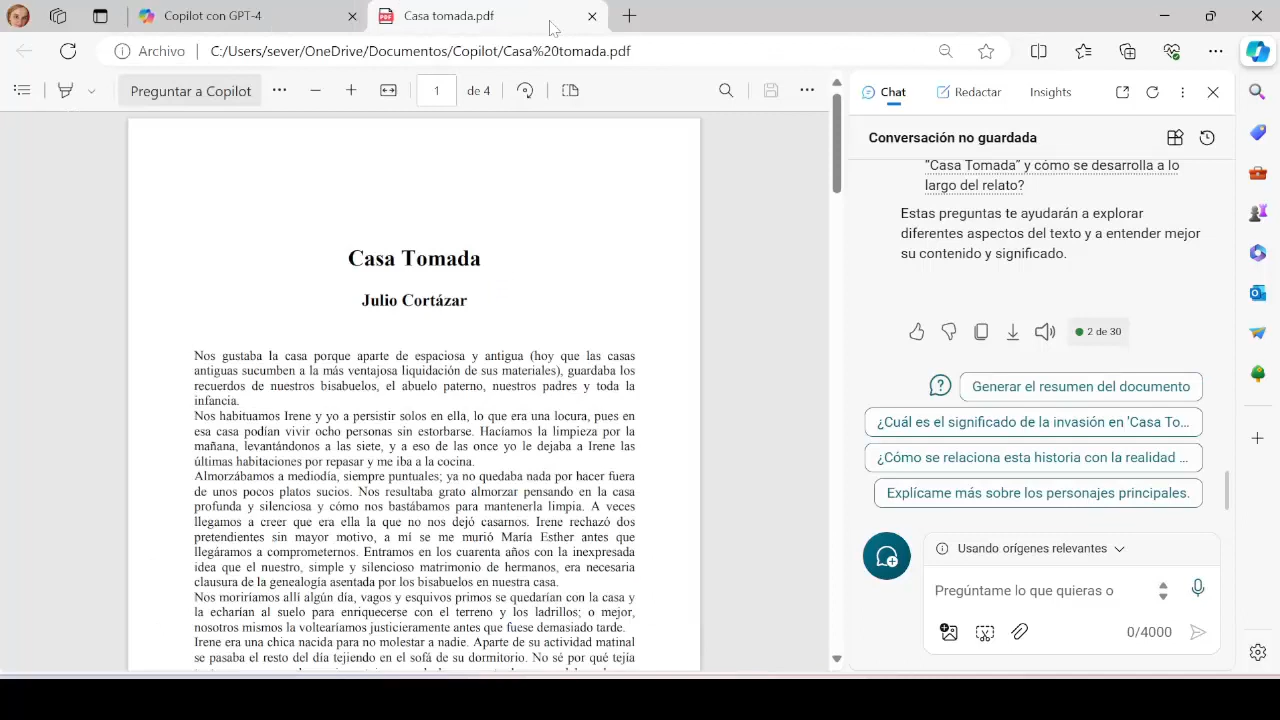 Copilot con GPT-4
Casa tomada.pdf
Archivo
C:/Users/sever/OneDrive/Documentos/Copilot/Casa%20tomada.pdf
Preguntar a Copilot
1
de 4
Casa Tomada
Julio Cortázar
Nos gustaba la casa porque aparte de espaciosa y antigua (hoy que las casas
antiguas sucumben a la más ventajosa liquidación de sus materiales), guardaba los
recuerdos de nuestros bisabuelos, el abuelo paterno, nuestros padres y toda la
infancia.
Nos habituamos Irene y yo a persistir solos en ella, lo que era una locura, pues en
esa casa podían vivir ocho personas sin estorbarse. Hacíamos la limpieza por la
mañana, levantándonos a las siete, y a eso de las once yo le dejaba a Irene las
últimas habitaciones por repasar y me iba a la cocina.
Almorzábamos a mediodía, siempre puntuales; ya no quedaba nada por hacer fuera
de unos pocos platos sucios. Nos resultaba grato almorzar pensando en la casa
profunda y silenciosa y cómo nos bastábamos para mantenerla limpia. A veces
llegamos a creer que era ella la que no nos dejó casarnos. Irene rechazó dos
pretendientes sin mayor motivo, a mí se me murió María Esther antes que
llegáramos a comprometernos. Entramos en los cuarenta años con la inexpresada
idea que el nuestro, simple y silencioso matrimonio de hermanos, era necesaria
clausura de la genealogía asentada por los bisabuelos en nuestra casa.
Nos moriríamos allí algún día, vagos y esquivos primos se quedarían con la casa y
la echarían al suelo para enriquecerse con el terreno y los ladrillos; o mejor,
nosotros mismos la voltearíamos justicieramente antes que fuese demasiado tarde.
Irene era una chica nacida para no molestar a nadie. Aparte de su actividad matinal
se pasaba el resto del día tejiendo en el sofá de su dormitorio. No sé por qué tejía
Chat
Redactar
Insights
Conversación no guardada
"Casa Tomada" y cómo se desarrolla a lo
largo del relato?
Estas preguntas te ayudarán a explorar
diferentes aspectos del texto y a entender mejor
su contenido y significado.
2 de 30
Generar el resumen del documento
¿Cuál es el significado de la invasión en 'Casa To...
¿Cómo se relaciona esta historia con la realidad ...
Explícame más sobre los personajes principales.
Usando orígenes relevantes
Pregúntame lo que quieras o
0/4000